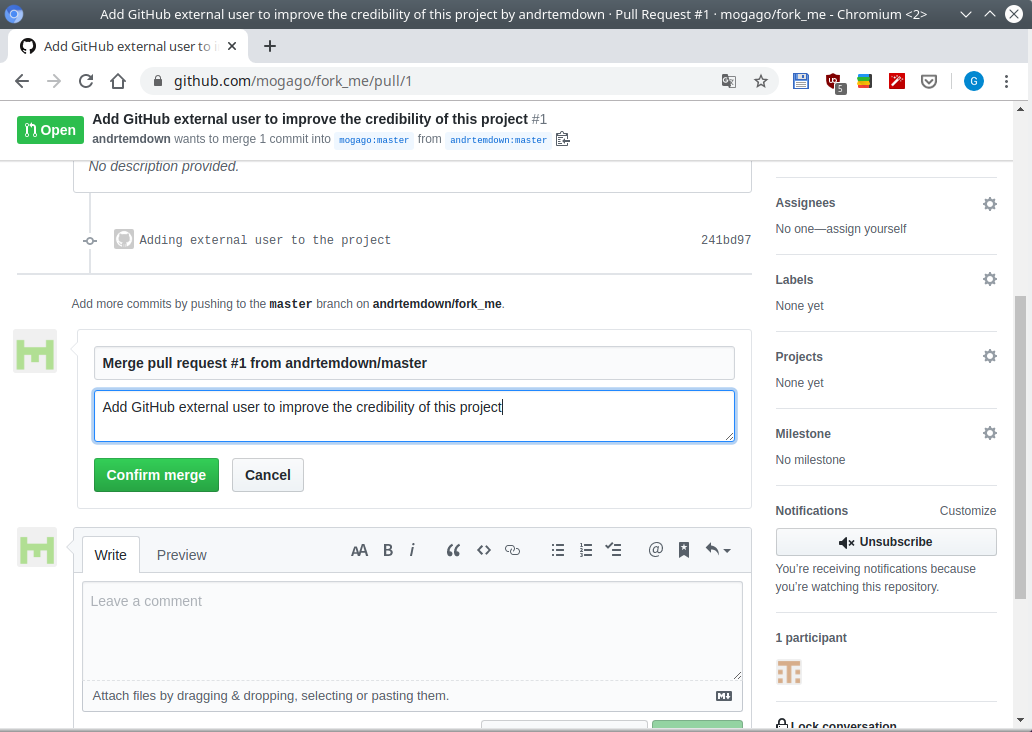 Add GitHub external user to improve the credibility of this project by andrtemdown · Pull Request #1 · mogago/fork_me - Chromium <2>
Add GitHub external user to i
github.com/mogago/fork_me/pull/1
5
G
Open
Add GitHub external user to improve the credibility of this project #1
andrtemdown wants to merge 1 commit into mogago:master from andrtemdown:master
No description provided.
Adding external user to the project 241bd97
Add more commits by pushing to the master branch on andrtemdown/fork_me.
Merge pull request #1 from andrtemdown/master
Add GitHub external user to improve the credibility of this project
Confirm merge Cancel
Write Preview
AA B i
Leave a comment
Attach files by dragging & dropping, selecting or pasting them.
Assignees
No one—assign yourself
Labels
None yet
Projects
None yet
Milestone
No milestone
Notifications Customize
Unsubscribe
You’re receiving notifications because
you’re watching this repository.
1 participant
Lock conversation